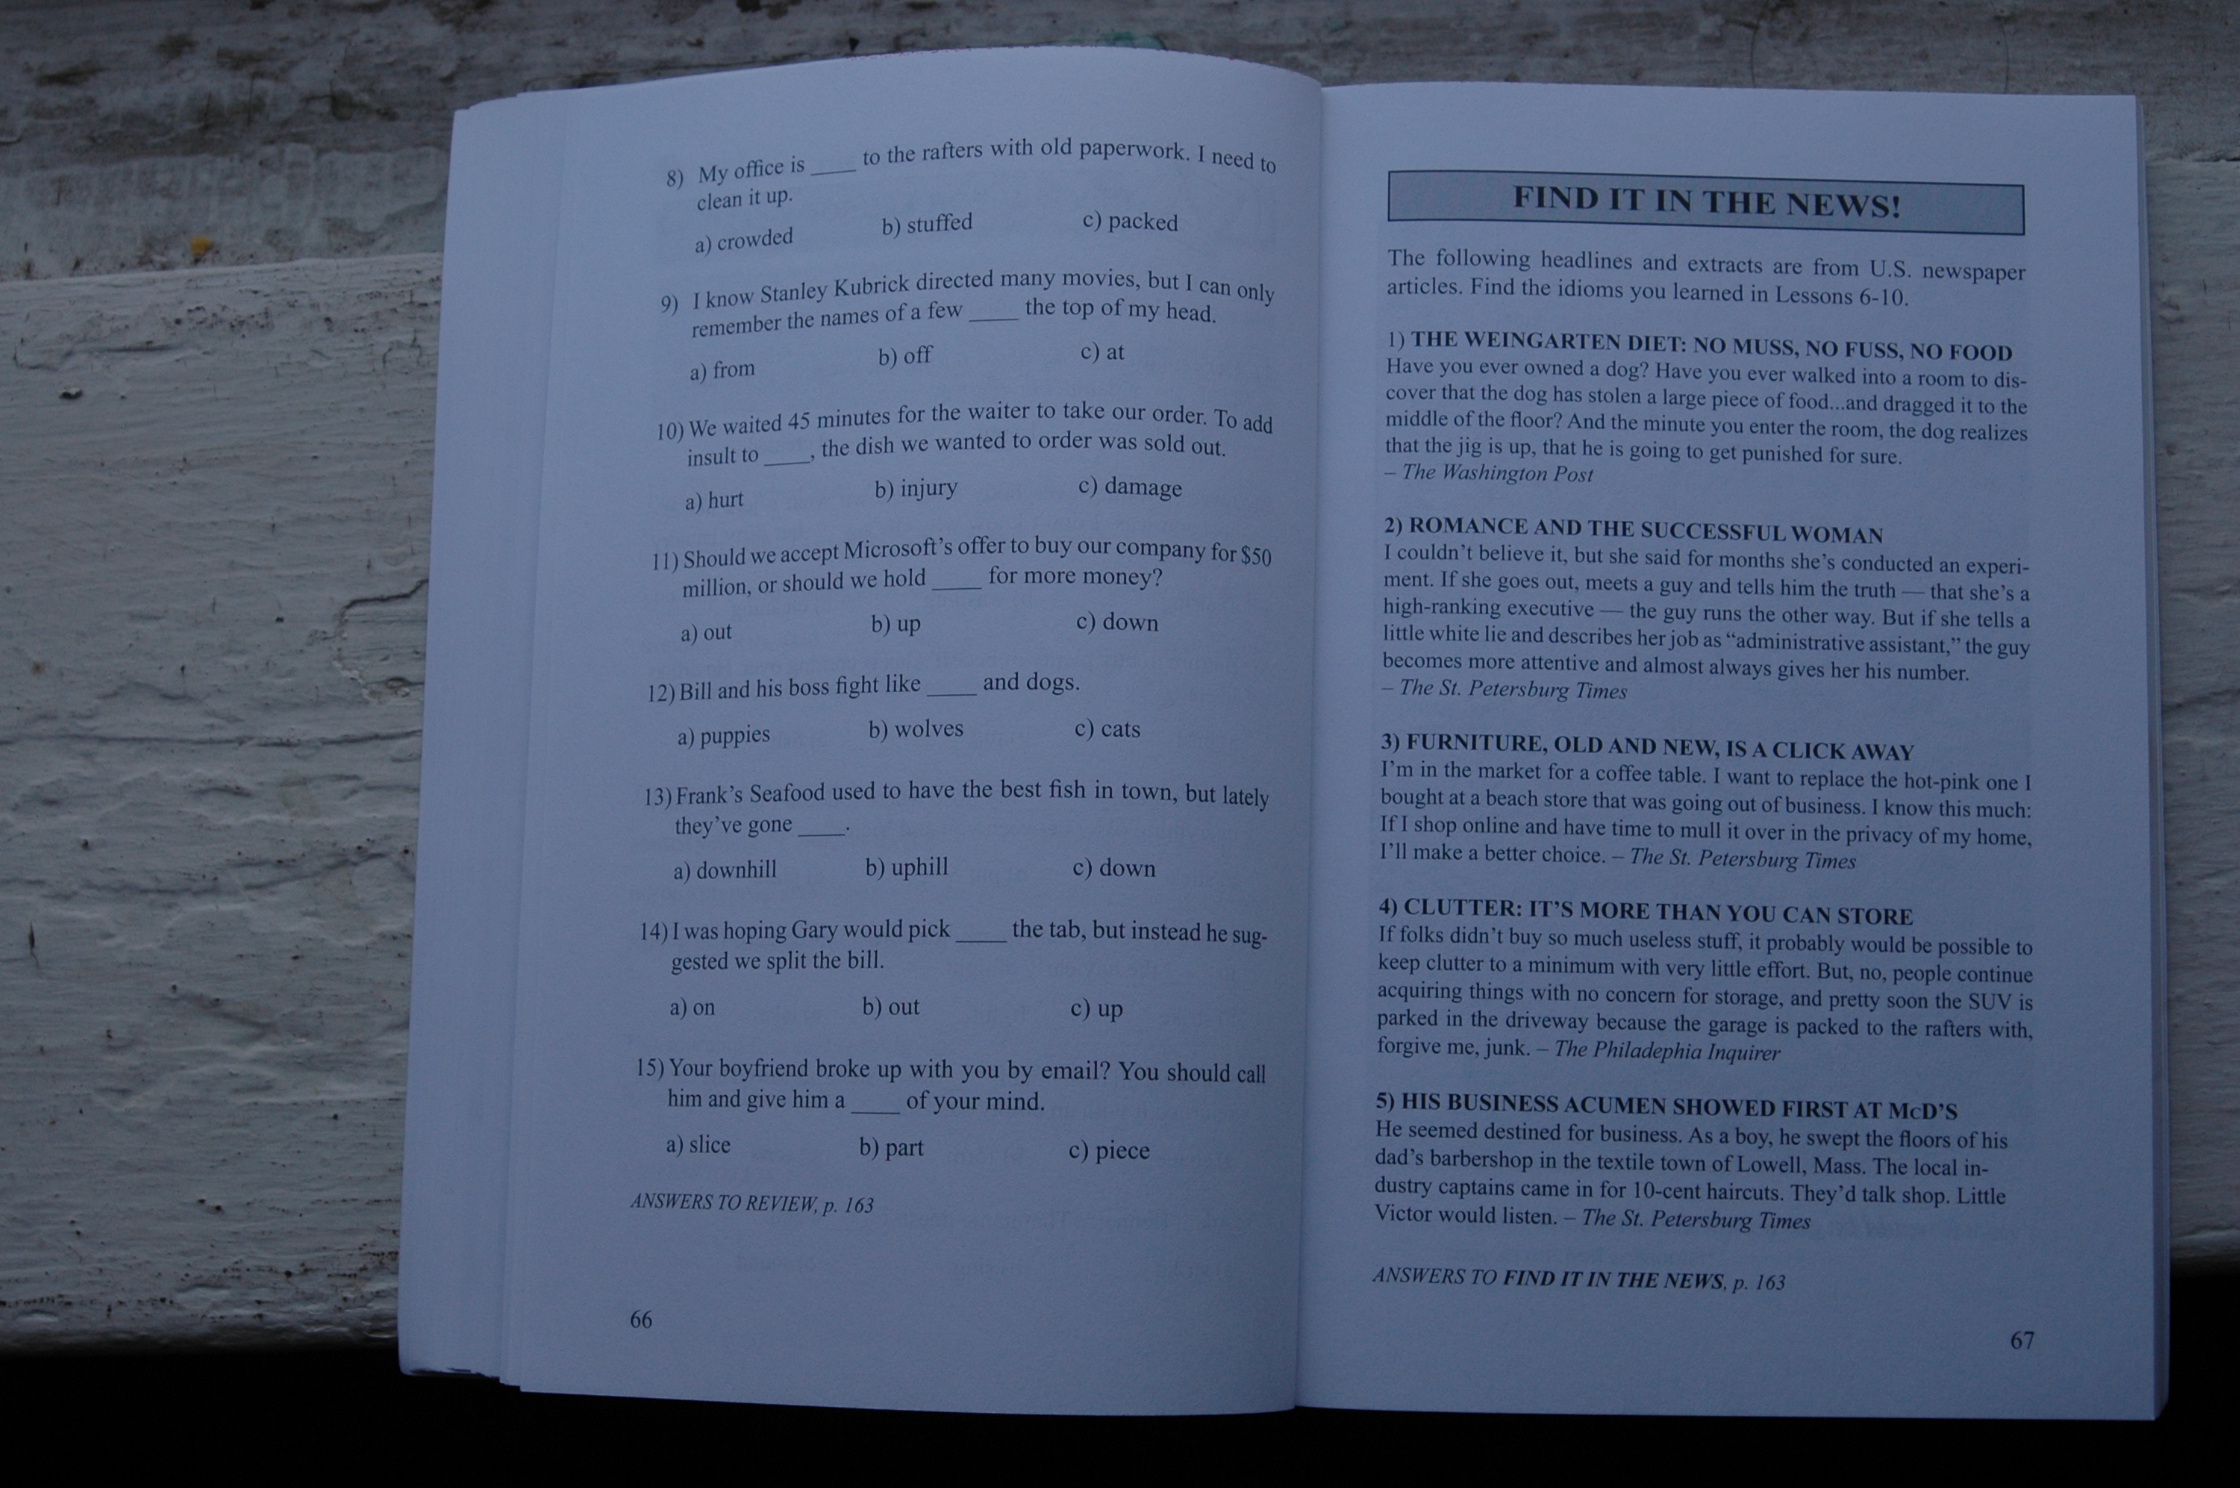 8) My office is ____ to the rafters with old paperwork. I need to
clean it up.
a) crowded b) stuffed c) packed
9) I know Stanley Kubrick directed many movies, but I can only
remember the names of a few ____ the top of my head.
a) from b) off c) at
10) We waited 45 minutes for the waiter to take our order. To add
insult to ____, the dish we wanted to order was sold out.
a) hurt b) injury c) damage
11) Should we accept Microsoft's offer to buy our company for $50
million, or should we hold ____ for more money?
a) out b) up c) down
12) Bill and his boss fight like ____ and dogs.
a) puppies b) wolves c) cats
13) Frank's Seafood used to have the best fish in town, but lately
they've gone ____.
a) downhill b) uphill c) down
14) I was hoping Gary would pick ____ the tab, but instead he sug-
gested we split the bill.
a) on b) out c) up
15) Your boyfriend broke up with you by email? You should call
him and give him a ____ of your mind.
a) slice b) part c) piece
ANSWERS TO REVIEW, p. 163
66
FIND IT IN THE NEWS!
The following headlines and extracts are from U.S. newspaper
articles. Find the idioms you learned in Lessons 6-10.
1) THE WEINGARTEN DIET: NO MUSS, NO FUSS, NO FOOD
Have you ever owned a dog? Have you ever walked into a room to dis-
cover that the dog has stolen a large piece of food...and dragged it to the
middle of the floor? And the minute you enter the room, the dog realizes
that the jig is up, that he is going to get punished for sure.
– The Washington Post
2) ROMANCE AND THE SUCCESSFUL WOMAN
I couldn't believe it, but she said for months she's conducted an experi-
ment. If she goes out, meets a guy and tells him the truth — that she's a
high-ranking executive — the guy runs the other way. But if she tells a
little white lie and describes her job as "administrative assistant," the guy
becomes more attentive and almost always gives her his number.
– The St. Petersburg Times
3) FURNITURE, OLD AND NEW, IS A CLICK AWAY
I'm in the market for a coffee table. I want to replace the hot-pink one I
bought at a beach store that was going out of business. I know this much:
If I shop online and have time to mull it over in the privacy of my home,
I'll make a better choice. – The St. Petersburg Times
4) CLUTTER: IT'S MORE THAN YOU CAN STORE
If folks didn't buy so much useless stuff, it probably would be possible to
keep clutter to a minimum with very little effort. But, no, people continue
acquiring things with no concern for storage, and pretty soon the SUV is
parked in the driveway because the garage is packed to the rafters with,
forgive me, junk. – The Philadephia Inquirer
5) HIS BUSINESS ACUMEN SHOWED FIRST AT McD'S
He seemed destined for business. As a boy, he swept the floors of his
dad's barbershop in the textile town of Lowell, Mass. The local in-
dustry captains came in for 10-cent haircuts. They'd talk shop. Little
Victor would listen. – The St. Petersburg Times
ANSWERS TO FIND IT IN THE NEWS, p. 163
67